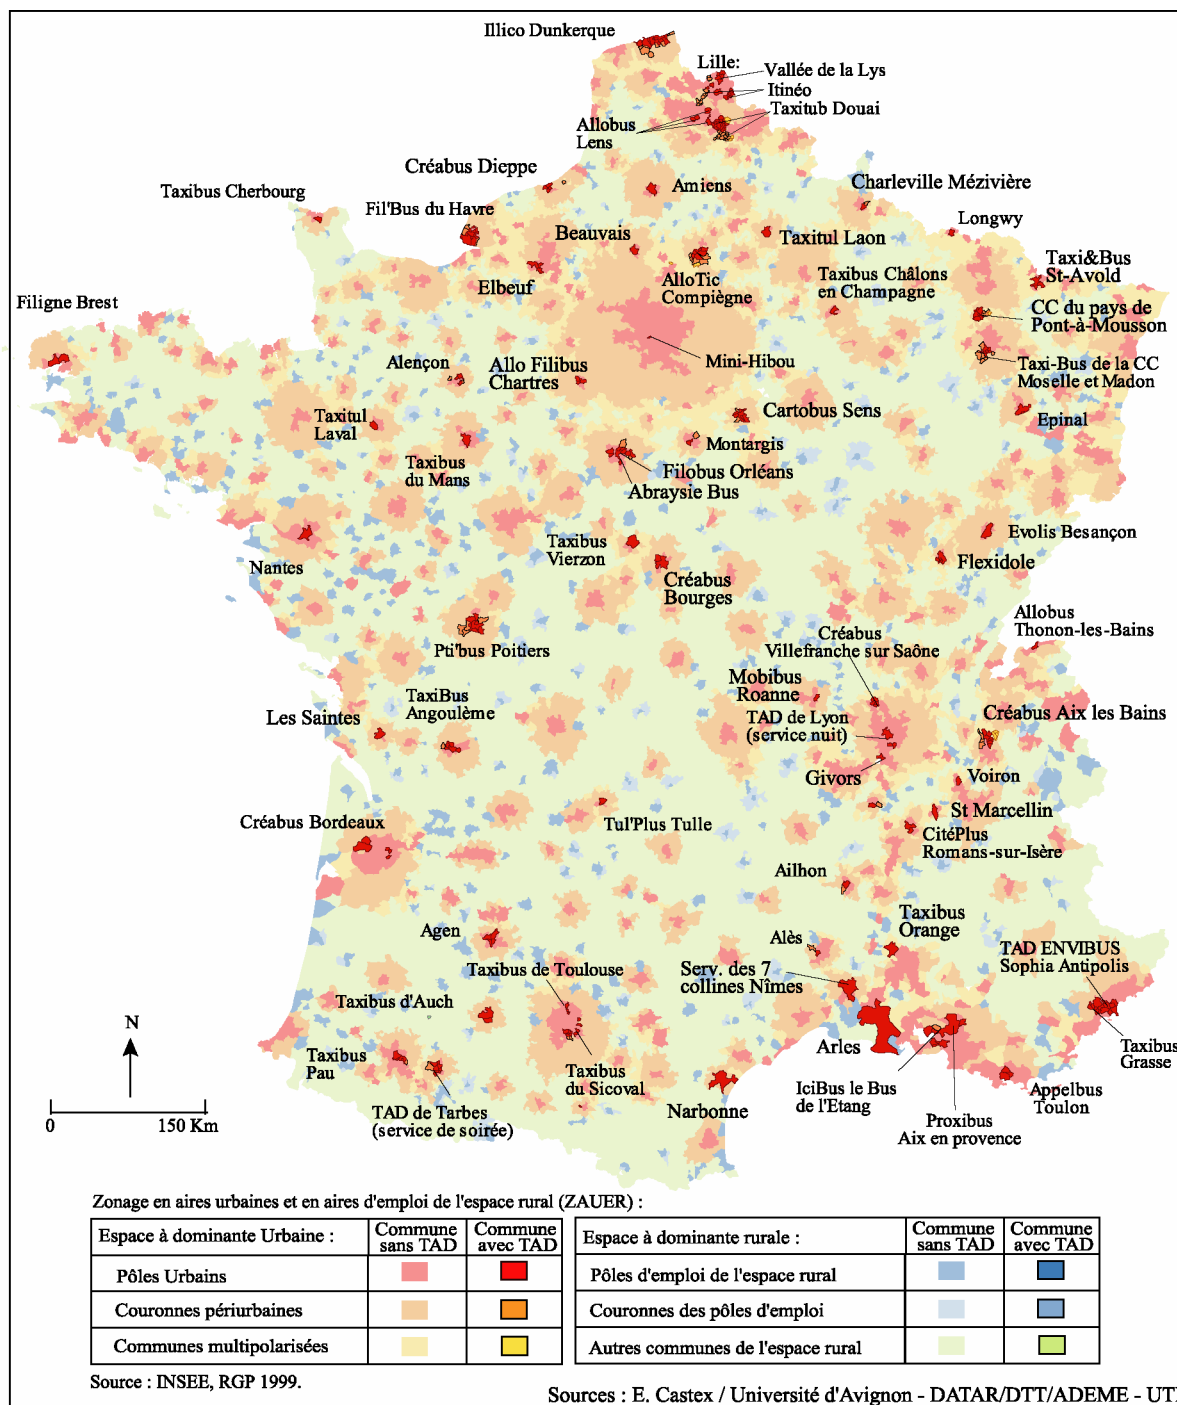 Illico Dunkerque
Lille:
Vallée de la Lys
Itinéo
Taxitub Douai
Allobus
Lens
Créabus Dieppe
Amiens
Charleville Mézivière
Taxibus Cherbourg
Fil'Bus du Havre
Beauvais
Taxitul Laon
Longwy
Taxi&Bus
St-Avold
Elbeuf
AlloTic
Compiègne
Taxibus Châlons
en Champagne
Filigne Brest
CC du pays de
Pont-à-Mousson
Alençon
Allo Filibus
Chartres
Mini-Hibou
Taxi-Bus de la CC
Moselle et Madon
Taxitul
Laval
Cartobus Sens
Epinal
Taxibus
du Mans
Montargis
Filobus Orléans
Abraysie Bus
Nantes
Taxibus
Vierzon
Evolis Besançon
Flexidole
Créabus
Bourges
Allobus
Thonon-les-Bains
Pti'bus Poitiers
Créabus
Villefranche sur Saône
Mobibus
Roanne
TaxiBus
Angoulème
Les Saintes
TAD de Lyon
(service nuit)
Créabus Aix les Bains
Givors
Voiron
Créabus Bordeaux
Tul'Plus Tulle
St Marcellin
CitéPlus
Romans-sur-Isère
Ailhon
Agen
Taxibus
Orange
Alès
TAD ENVIBUS
Sophia Antipolis
Taxibus de Toulouse
Serv. des 7
collines Nîmes
Taxibus d'Auch
N
Taxibus
Pau
Taxibus
du Sicoval
Arles
Taxibus
Grasse
TAD de Tarbes
(service de soirée)
Narbonne
IciBus le Bus
de l'Etang
Appelbus
Toulon
Proxibus
Aix en provence
0 150 Km
Zonage en aires urbaines et en aires d'emploi de l'espace rural (ZAUER) :
Espace à dominante Urbaine :
Commune
sans TAD
Commune
avec TAD
Pôles Urbains
Couronnes périurbaines
Communes multipolarisées
Espace à dominante rurale :
Commune
sans TAD
Commune
avec TAD
Pôles d'emploi de l'espace rural
Couronnes des pôles d'emploi
Autres communes de l'espace rural
Source : INSEE, RGP 1999.
Sources : E. Castex / Université d'Avignon - DATAR/DTT/ADEME -